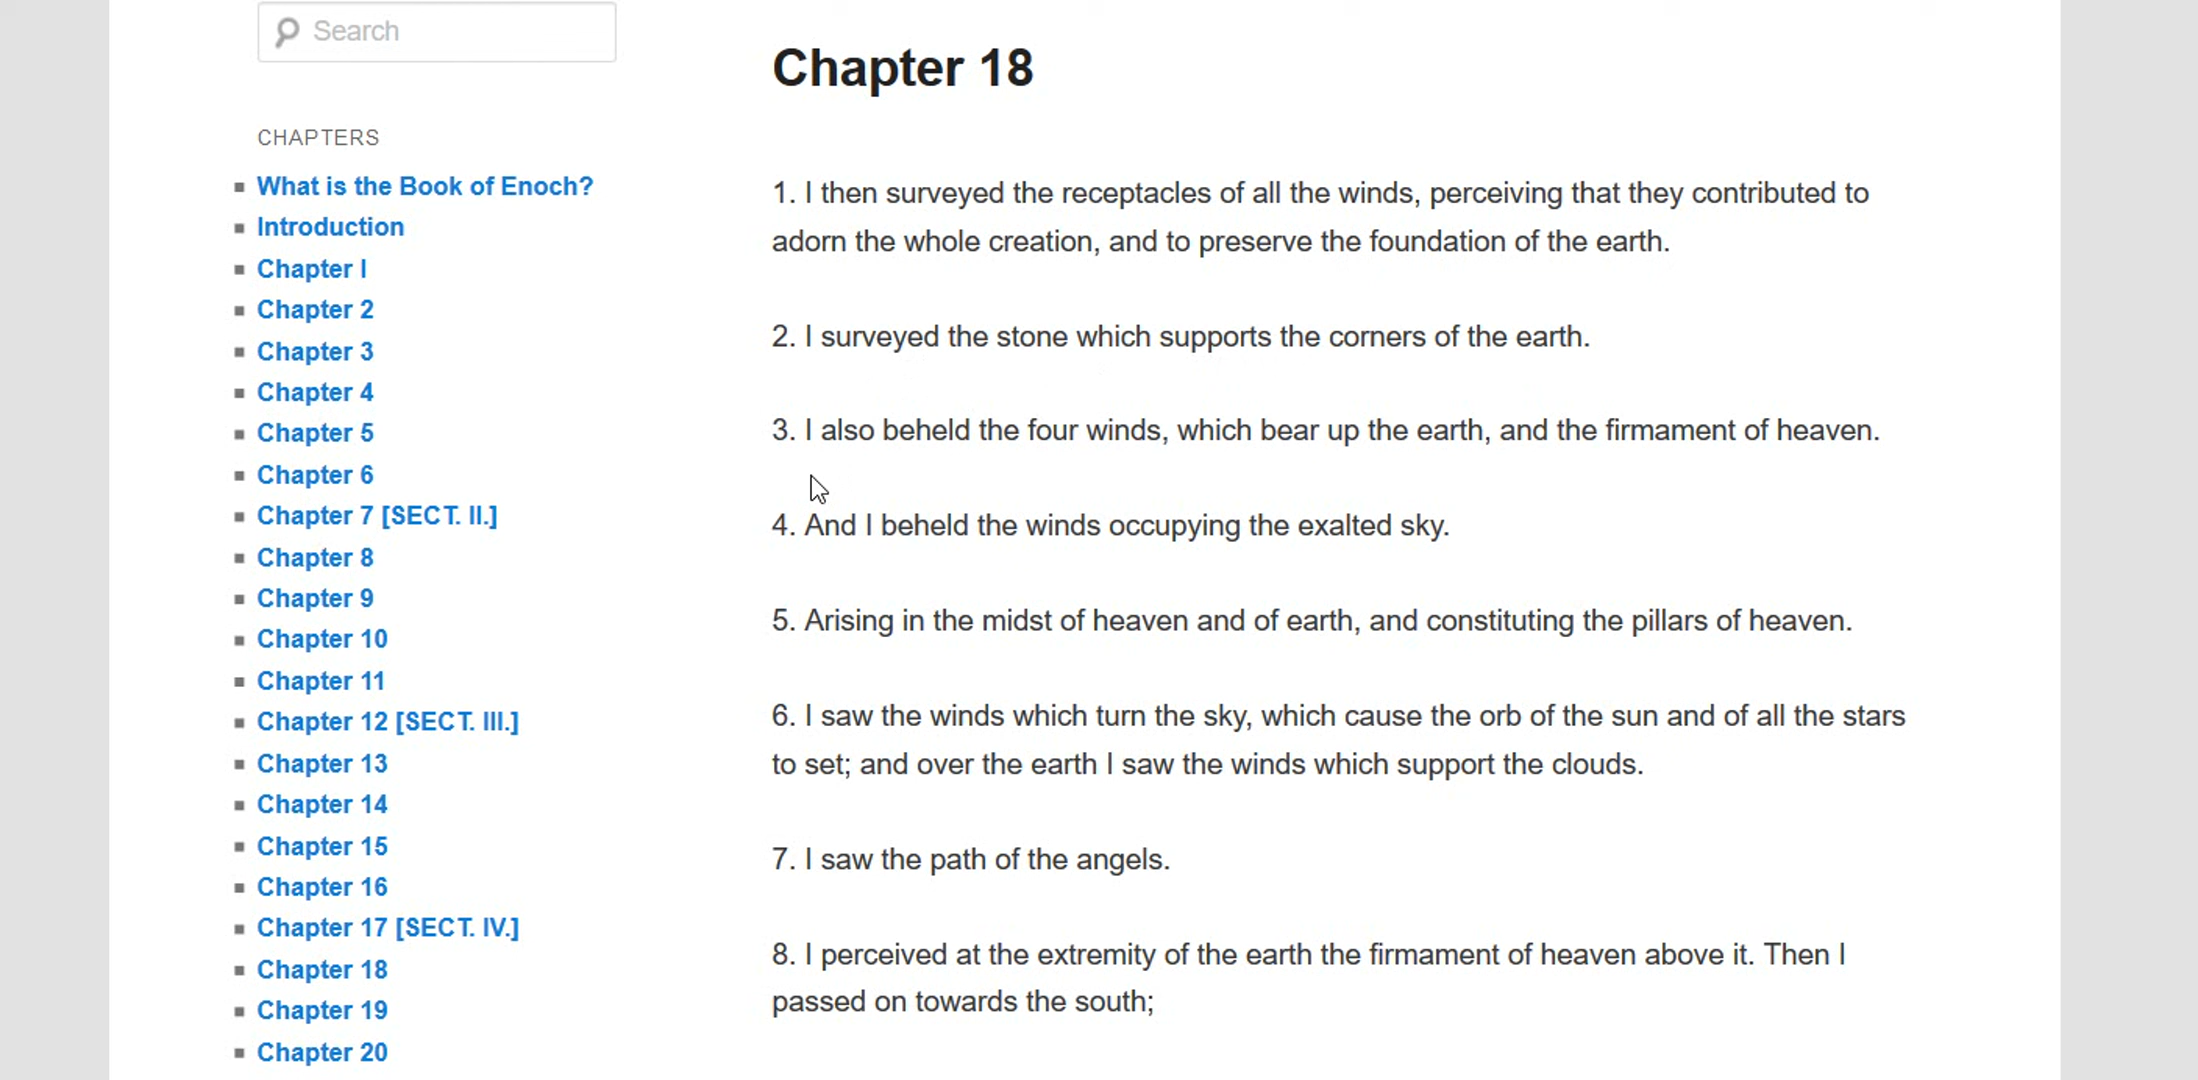 Search
CHAPTERS
What is the Book of Enoch?
Introduction
Chapter I
Chapter 2
Chapter 3
Chapter 4
Chapter 5
Chapter 6
Chapter 7 [SECT. II.]
Chapter 8
Chapter 9
Chapter 10
Chapter 11
Chapter 12 [SECT. III.]
Chapter 13
Chapter 14
Chapter 15
Chapter 16
Chapter 17 [SECT. IV.]
Chapter 18
Chapter 19
Chapter 20
Chapter 18
1. I then surveyed the receptacles of all the winds, perceiving that they contributed to
adorn the whole creation, and to preserve the foundation of the earth.
2. I surveyed the stone which supports the corners of the earth.
3. I also beheld the four winds, which bear up the earth, and the firmament of heaven.
4. And I beheld the winds occupying the exalted sky.
5. Arising in the midst of heaven and of earth, and constituting the pillars of heaven.
6. I saw the winds which turn the sky, which cause the orb of the sun and of all the stars
to set; and over the earth I saw the winds which support the clouds.
7. I saw the path of the angels.
8. I perceived at the extremity of the earth the firmament of heaven above it. Then I
passed on towards the south;